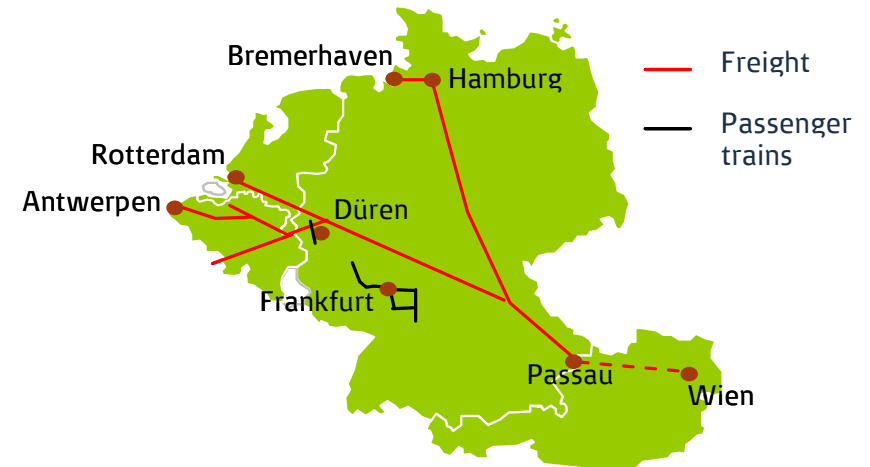 Bremerhaven
Hamburg
Freight
Passenger
trains
Rotterdam
Antwerpen
Düren
Frankfurt
Passau
Wien